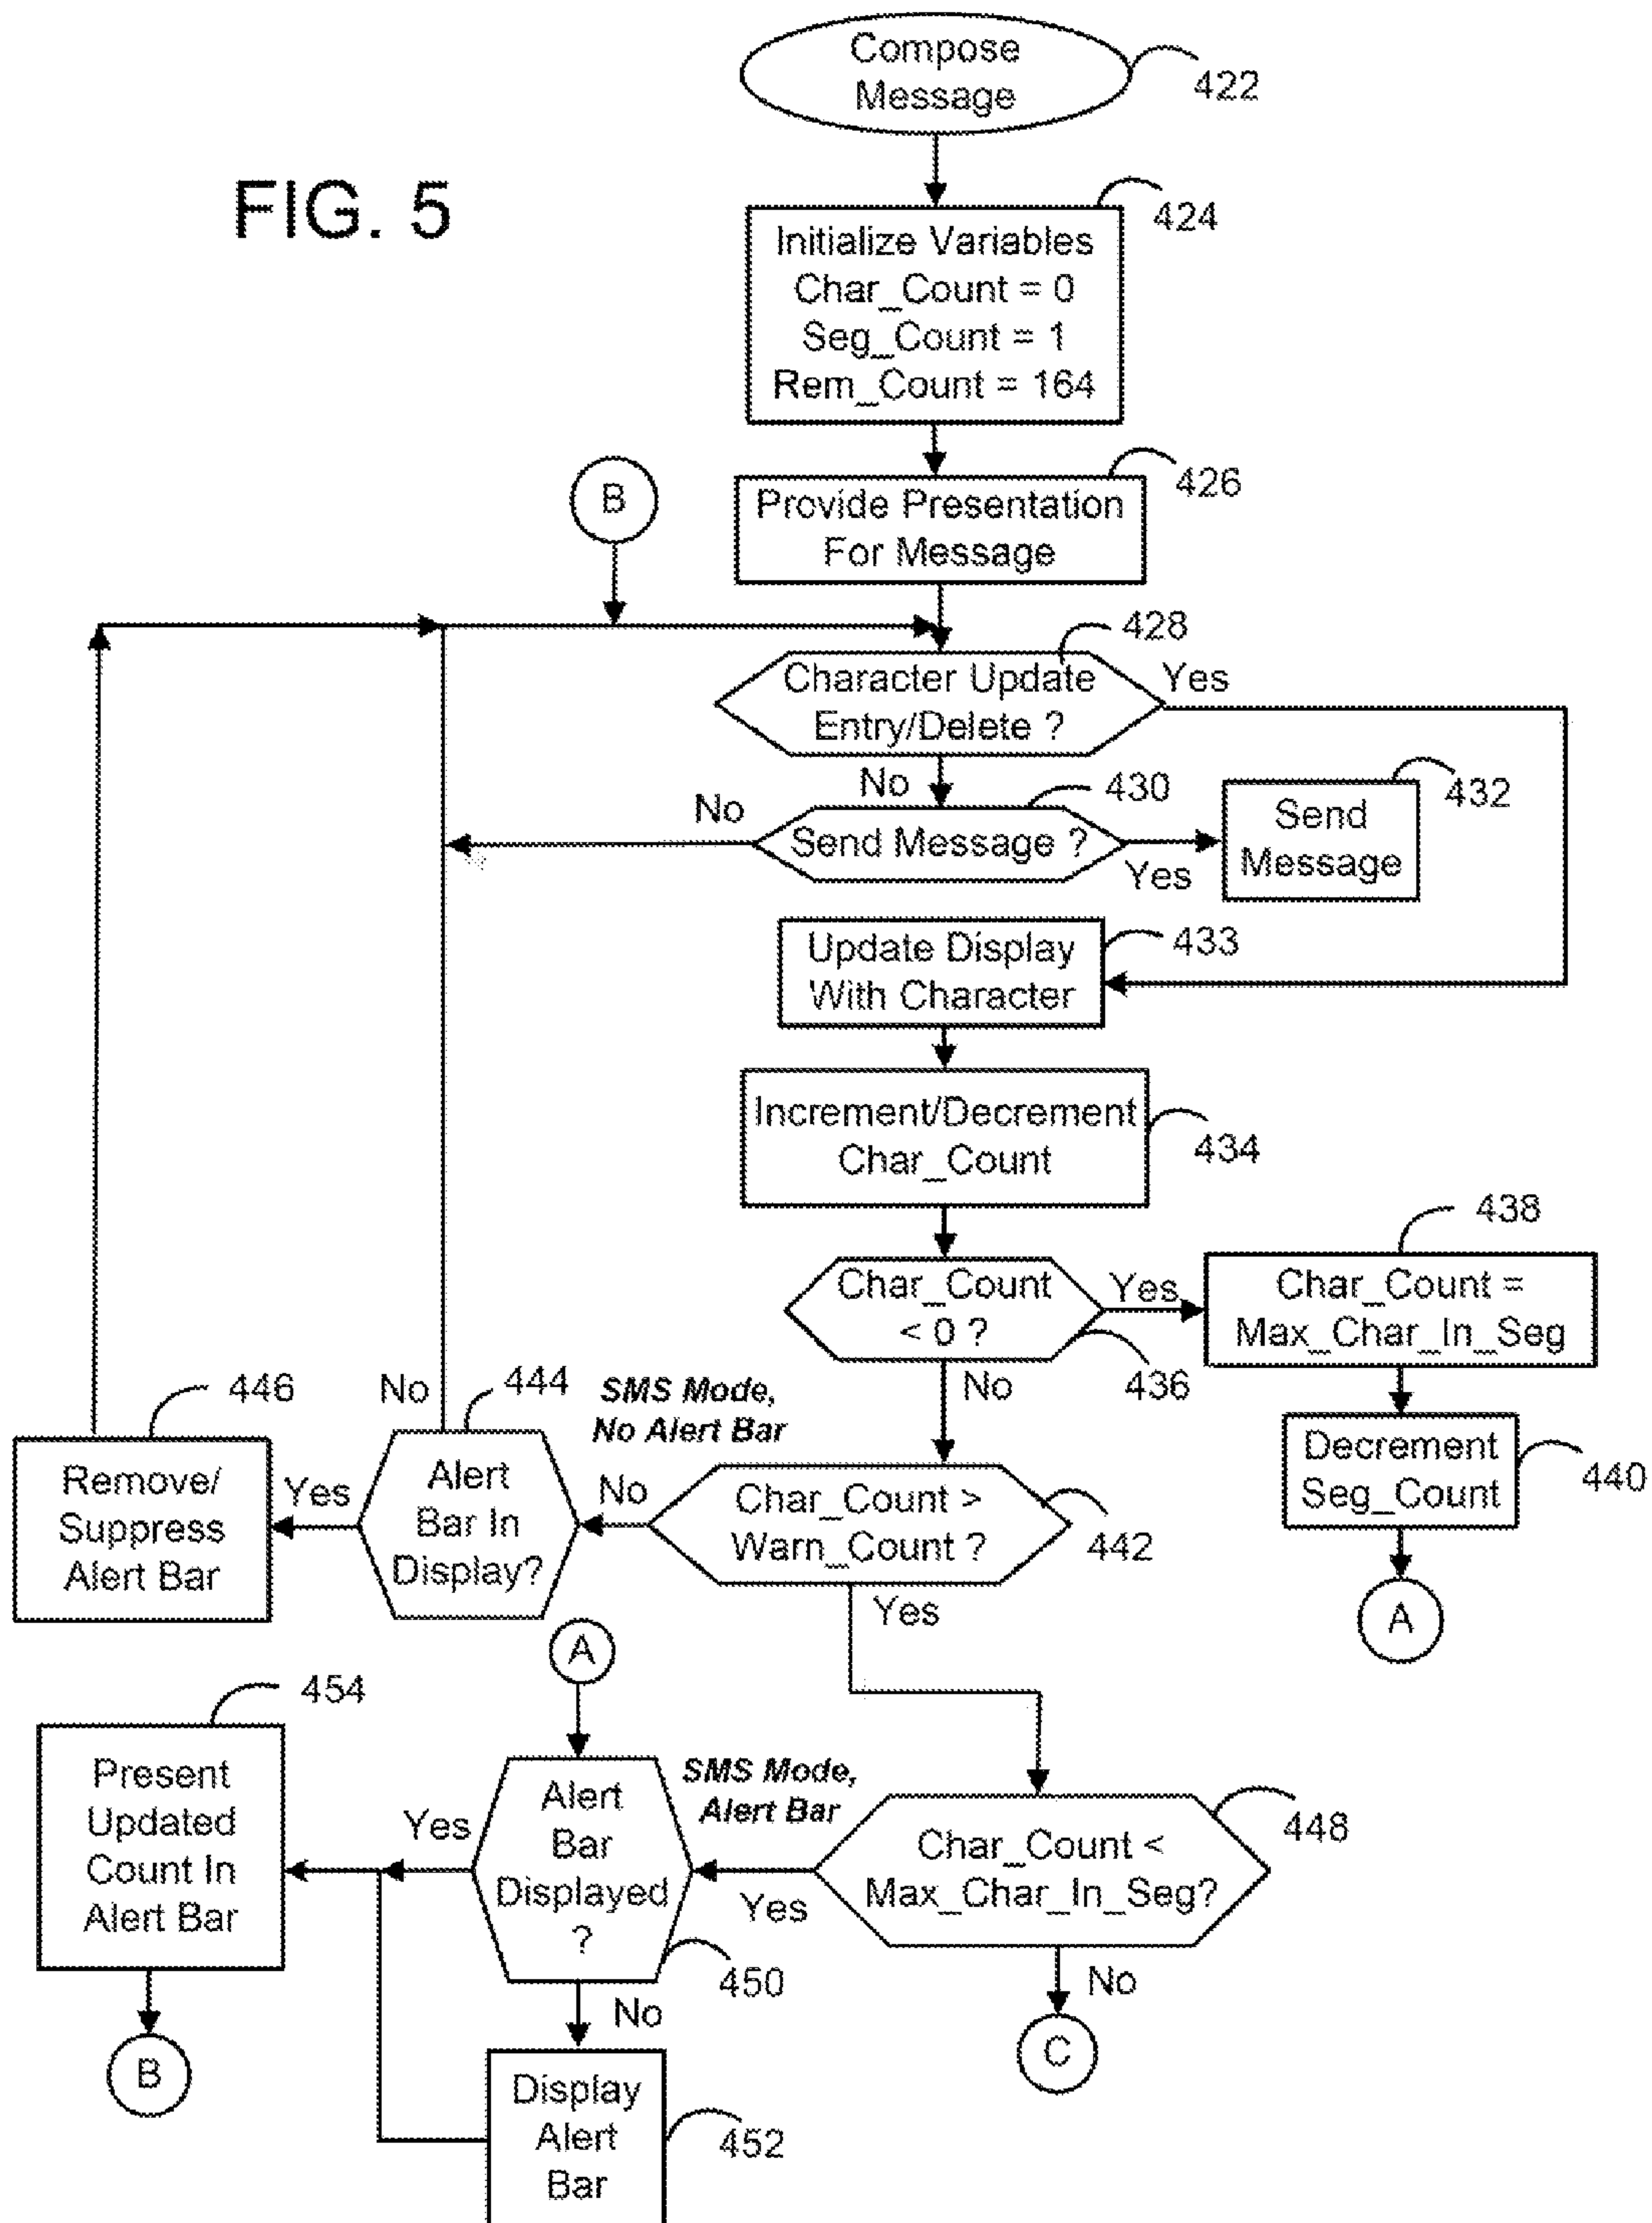 FIG. 5
Compose
Message
422
424
Initialize Variables
Char_Count = 0
Seg_Count = 1
Rem_Count = 164
426
Provide Presentation
For Message
B
428
Character Update
Entry/Delete ?
Yes
No
430
Send Message ?
No
Yes
432
Send
Message
433
Update Display
With Character
434
Increment/Decrement
Char_Count
436
Char_Count
< 0 ?
Yes
No
438
Char_Count =
Max_Char_In_Seg
440
Decrement
Seg_Count
A
SMS Mode,
No Alert Bar
442
Char_Count >
Warn_Count ?
No
Yes
444
Alert
Bar In
Display?
No
Yes
446
Remove/
Suppress
Alert Bar
448
Char_Count <
Max_Char_In_Seg?
Yes
No
C
SMS Mode,
Alert Bar
A
450
Alert
Bar
Displayed
?
Yes
No
452
Display
Alert
Bar
454
Present
Updated
Count In
Alert Bar
B